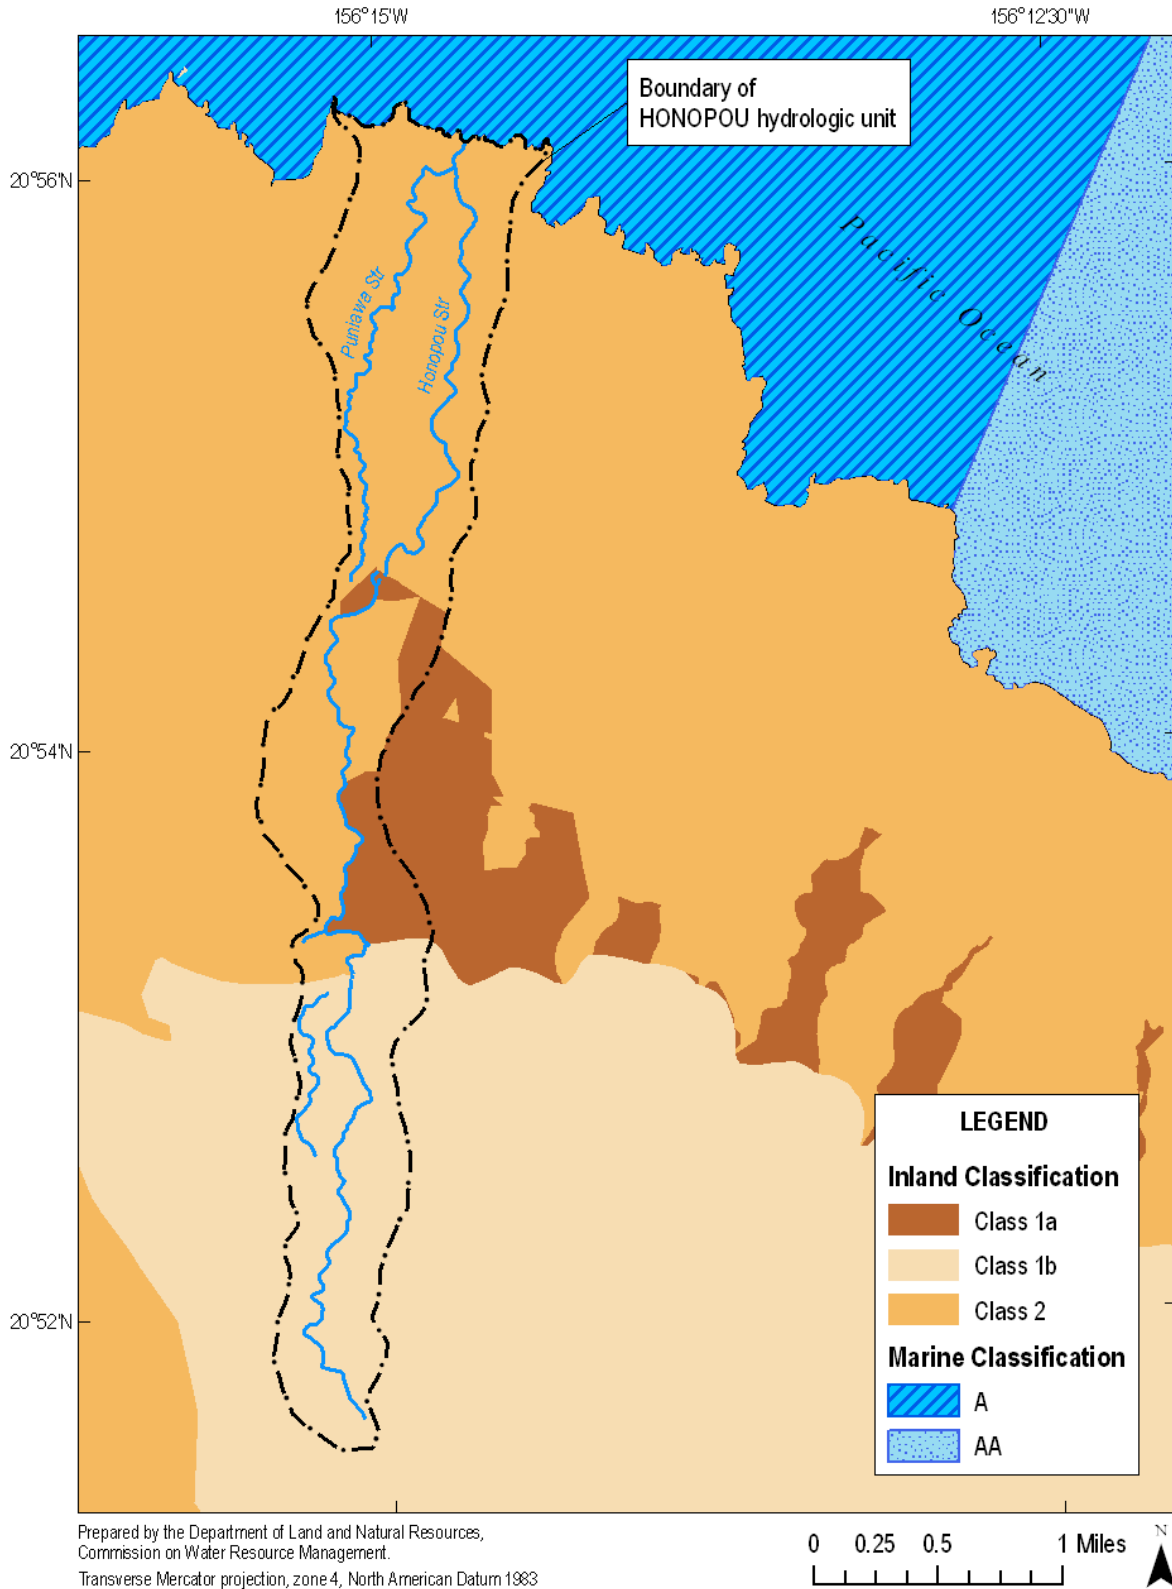 156°15'W
156°12'30"W
Boundary of
HONOPOU hydrologic unit
20°56'N
Pacific Ocean
Puniawa Str
Honopou Str
20°54'N
20°52'N
LEGEND
Inland Classification
Class 1a
Class 1b
Class 2
Marine Classification
A
AA
Prepared by the Department of Land and Natural Resources,
Commission on Water Resource Management.
Transverse Mercator projection, zone 4, North American Datum 1983
0 0.25 0.5 1 Miles
N